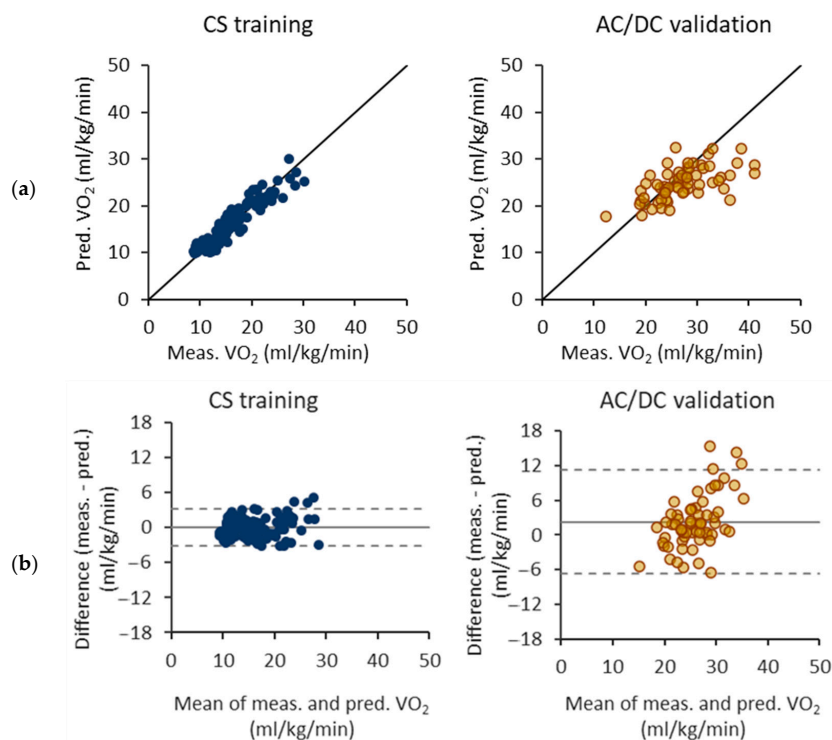 CS training
AC/DC validation
(a)
Pred. VO₂ (ml/kg/min)
50
40
30
20
10
0
0 10 20 30 40 50
Meas. VO₂ (ml/kg/min)
Pred. VO₂ (ml/kg/min)
50
40
30
20
10
0
0 10 20 30 40 50
Meas. VO₂ (ml/kg/min)
(b)
CS training
Difference (meas. - pred.)
(ml/kg/min)
18
12
6
0
−6
−12
−18
0 10 20 30 40 50
Mean of meas. and pred. VO₂
(ml/kg/min)
AC/DC validation
Difference (meas. - pred.)
(ml/kg/min)
18
12
6
0
−6
−12
−18
0 10 20 30 40 50
Mean of meas. and pred. VO₂
(ml/kg/min)